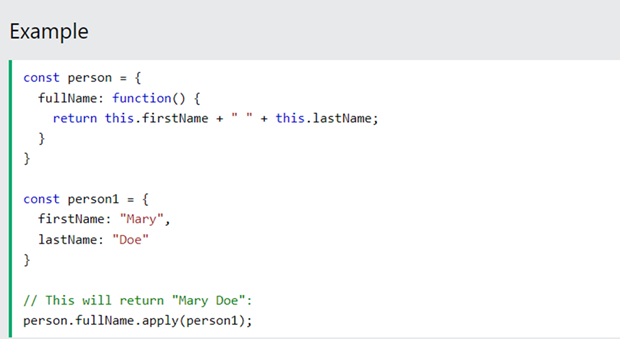 Example
const person = {
  fullName: function() {
    return this.firstName + " " + this.lastName;
  }
}
const person1 = {
  firstName: "Mary",
  lastName: "Doe"
}
// This will return "Mary Doe":
person.fullName.apply(person1);